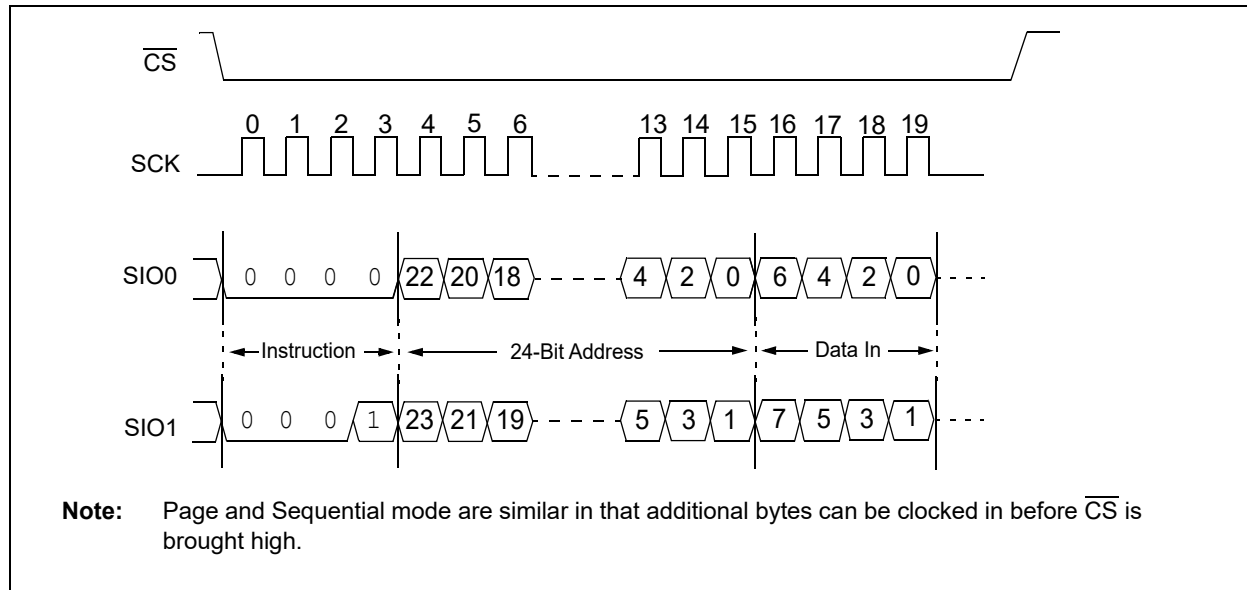 CS
0 1 2 3 4 5 6 13 14 15 16 17 18 19
SCK
SIO0 0 0 0 0 22 20 18 4 2 0 6 4 2 0
Instruction 24-Bit Address Data In
SIO1 0 0 0 1 23 21 19 5 3 1 7 5 3 1
Note: Page and Sequential mode are similar in that additional bytes can be clocked in before CS is
brought high.